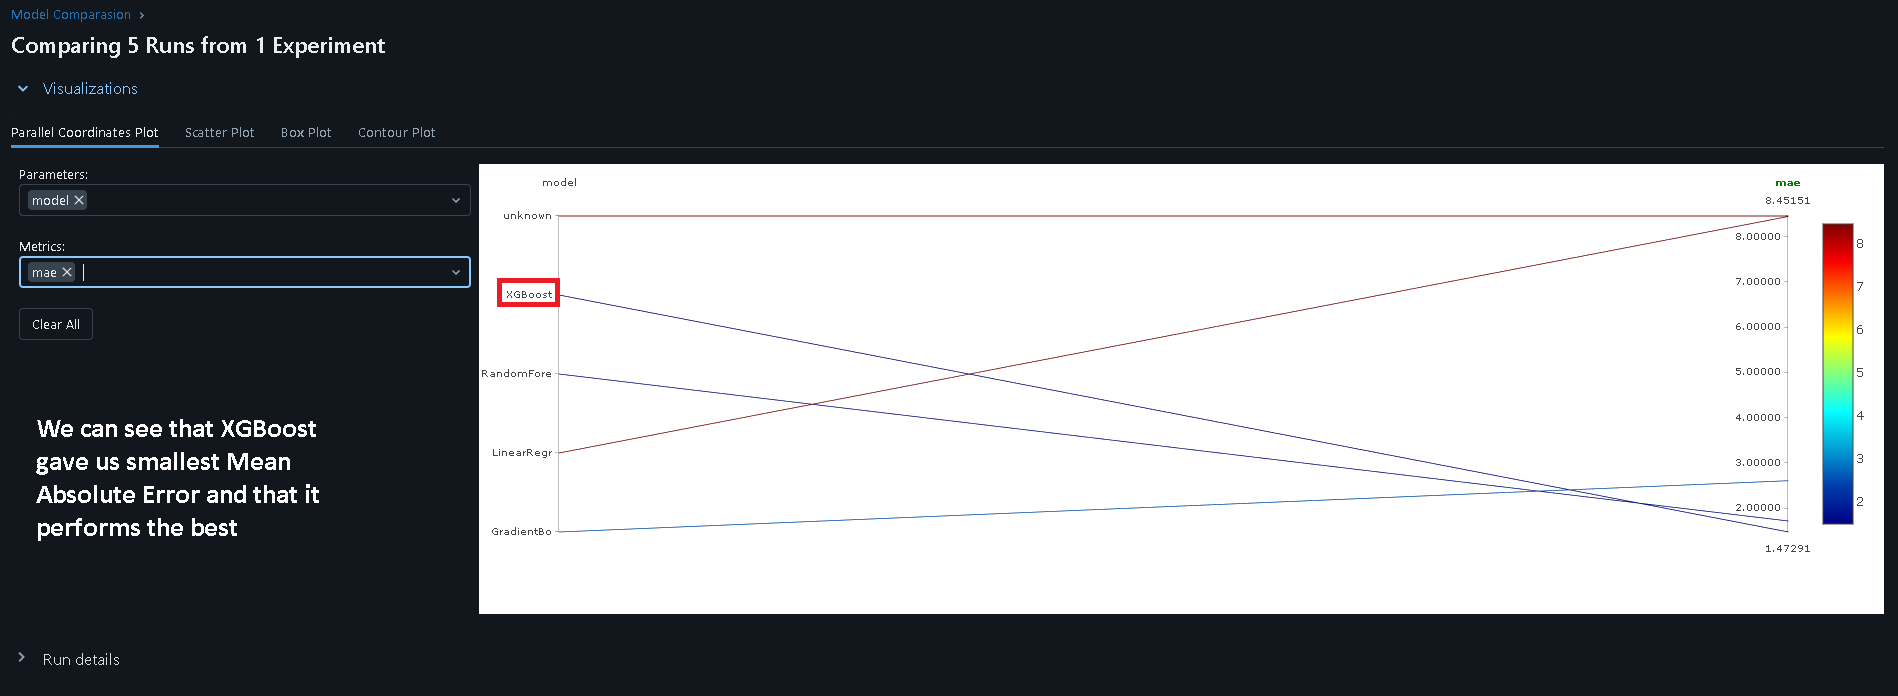 Model Comparasion ›
Comparing 5 Runs from 1 Experiment
Visualizations
Parallel Coordinates Plot Scatter Plot Box Plot Contour Plot
Parameters:
model ×
Metrics:
mae ×
Clear All
We can see that XGBoost
gave us smallest Mean
Absolute Error and that it
performs the best
model
unknown
XGBoost
RandomFore
LinearRegr
GradientBo
mae
8.45151
8.00000
7.00000
6.00000
5.00000
4.00000
3.00000
2.00000
1.47291
8
7
6
5
4
3
2
Run details